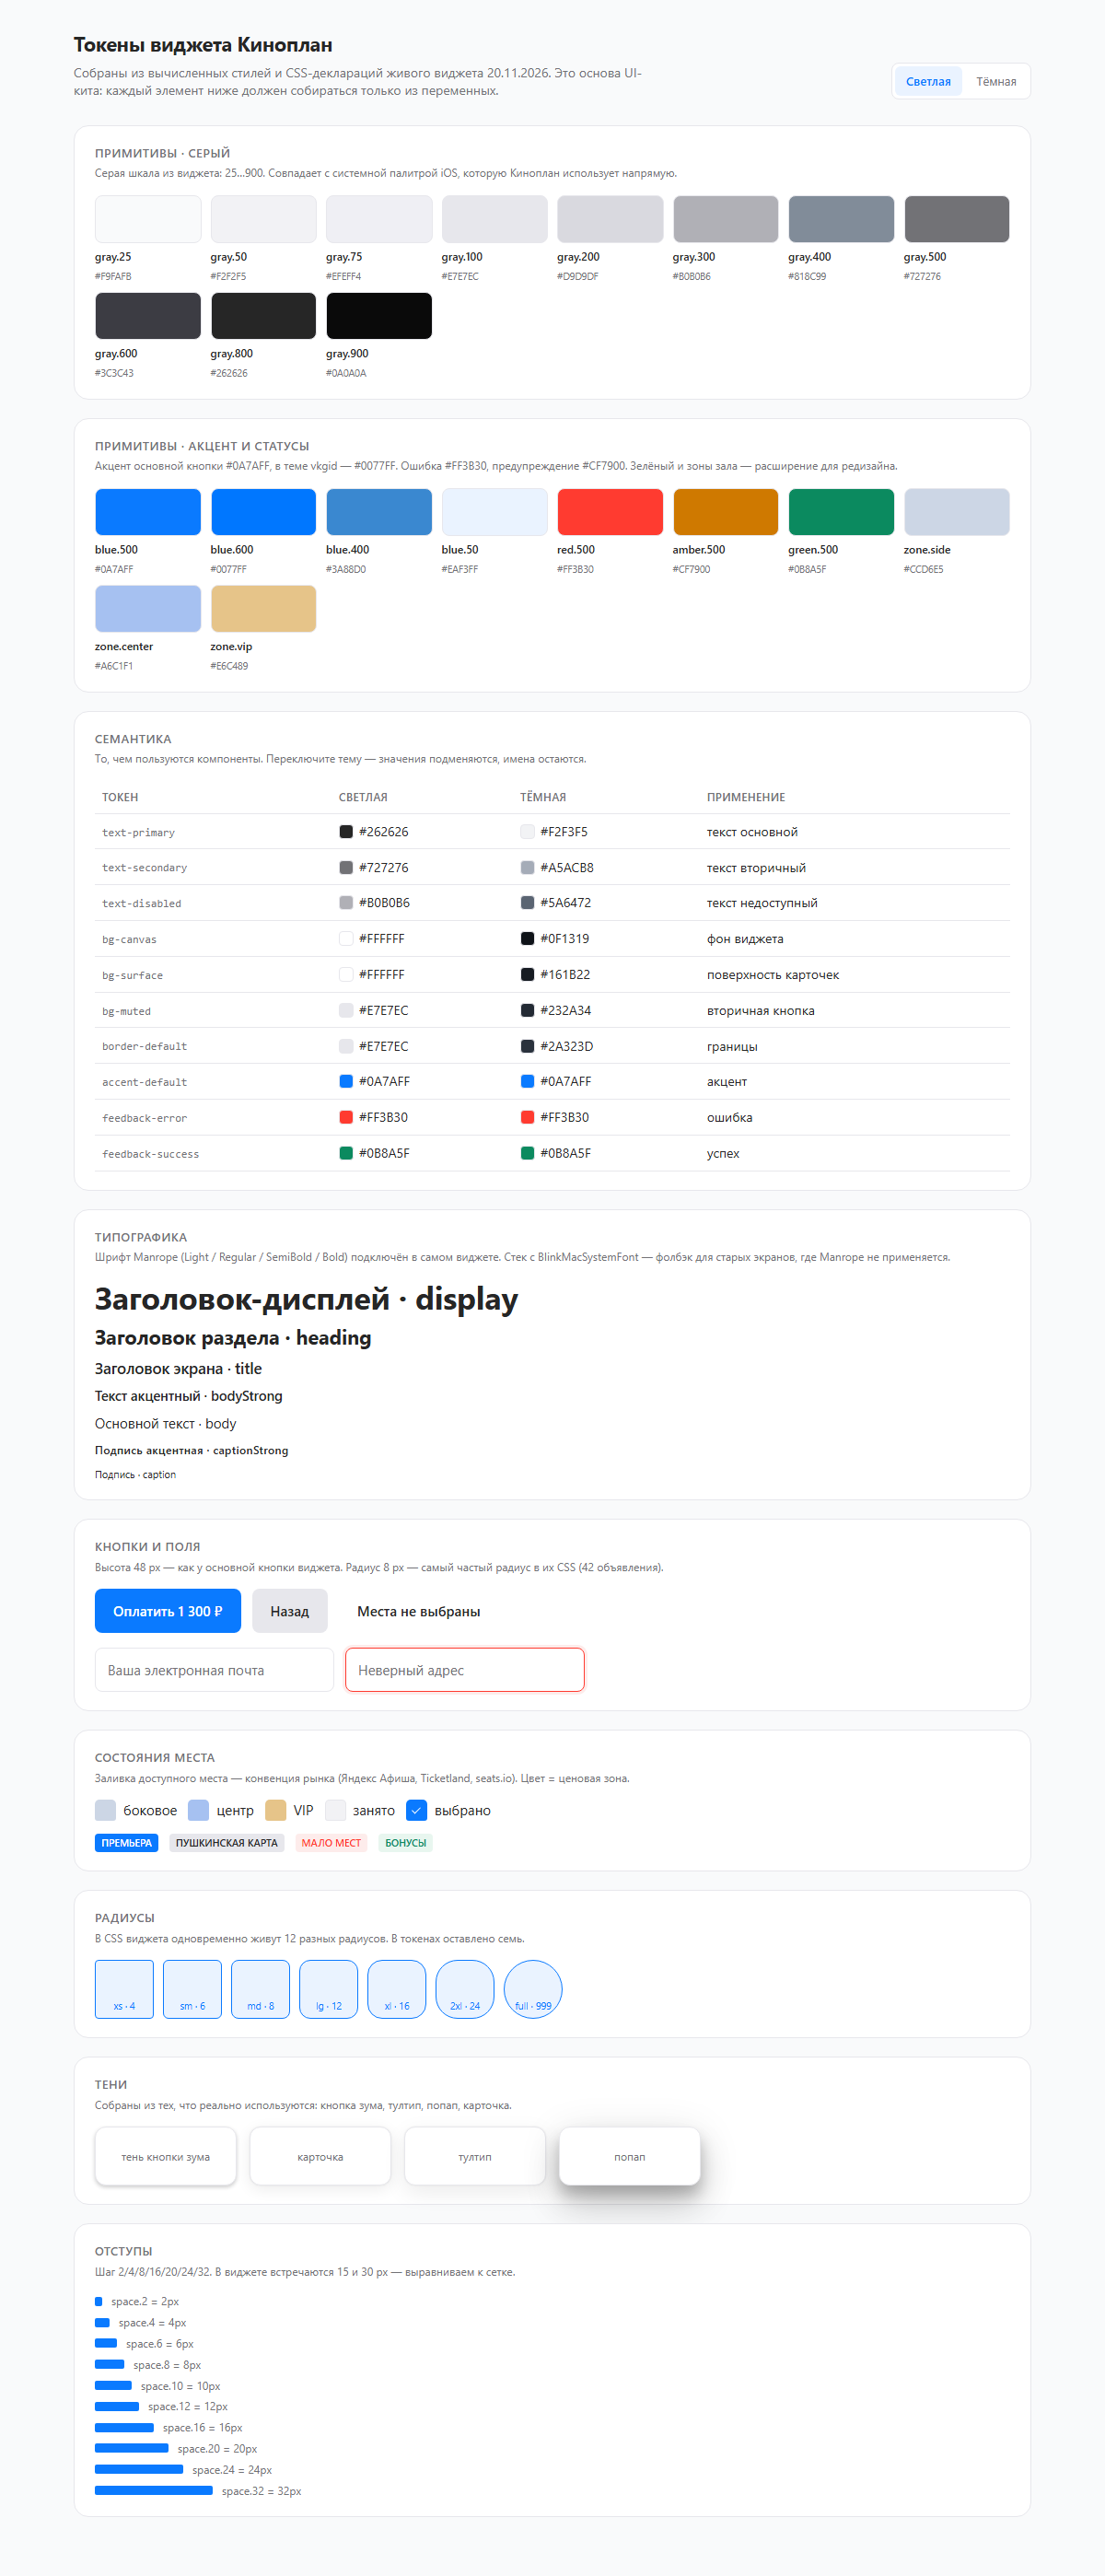 Токены виджета Киноплан
Собраны из вычисленных стилей и CSS-деклараций живого виджета 20.11.2026. Это основа UI-
кита: каждый элемент ниже должен собираться только из переменных.
Светлая Тёмная
ПРИМИТИВЫ · СЕРЫЙ
Серая шкала из виджета: 25…900. Совпадает с системной палитрой iOS, которую Киноплан использует напрямую.
gray.25 gray.50 gray.75 gray.100 gray.200 gray.300 gray.400 gray.500
#F9FAFB #F2F2F5 #EFEFF4 #E7E7EC #D9D9DF #B0B0B6 #818C99 #727276
gray.600 gray.800 gray.900
#3C3C43 #262626 #0A0A0A
ПРИМИТИВЫ · АКЦЕНТ И СТАТУСЫ
Акцент основной кнопки #0A7AFF, в теме vkgid — #0077FF. Ошибка #FF3B30, предупреждение #CF7900. Зелёный и зоны зала — расширение для редизайна.
blue.500 blue.600 blue.400 blue.50 red.500 amber.500 green.500 zone.side
#0A7AFF #0077FF #3A88D0 #EAF3FF #FF3B30 #CF7900 #0B8A5F #CCD6E5
zone.center zone.vip
#A6C1F1 #E6C489
СЕМАНТИКА
То, чем пользуются компоненты. Переключите тему — значения подменяются, имена остаются.
ТОКЕН СВЕТЛАЯ ТЁМНАЯ ПРИМЕНЕНИЕ
text-primary #262626 #F2F3F5 текст основной
text-secondary #727276 #A5ACB8 текст вторичный
text-disabled #B0B0B6 #5A6472 текст недоступный
bg-canvas #FFFFFF #0F1319 фон виджета
bg-surface #FFFFFF #161B22 поверхность карточек
bg-muted #E7E7EC #232A34 вторичная кнопка
border-default #E7E7EC #2A323D границы
accent-default #0A7AFF #0A7AFF акцент
feedback-error #FF3B30 #FF3B30 ошибка
feedback-success #0B8A5F #0B8A5F успех
ТИПОГРАФИКА
Шрифт Manrope (Light / Regular / SemiBold / Bold) подключён в самом виджете. Стек с BlinkMacSystemFont — фолбэк для старых экранов, где Manrope не применяется.
Заголовок-дисплей · display
Заголовок раздела · heading
Заголовок экрана · title
Текст акцентный · bodyStrong
Основной текст · body
Подпись акцентная · captionStrong
Подпись · caption
КНОПКИ И ПОЛЯ
Высота 48 px — как у основной кнопки виджета. Радиус 8 px — самый частый радиус в их CSS (42 объявления).
Оплатить 1 300 ₽ Назад Места не выбраны
Ваша электронная почта Неверный адрес
СОСТОЯНИЯ МЕСТА
Заливка доступного места — конвенция рынка (Яндекс Афиша, Ticketland, seats.io). Цвет = ценовая зона.
боковое центр VIP занято выбрано
ПРЕМЬЕРА ПУШКИНСКАЯ КАРТА МАЛО МЕСТ БОНУСЫ
РАДИУСЫ
В CSS виджета одновременно живут 12 разных радиусов. В токенах оставлено семь.
xs · 4 sm · 6 md · 8 lg · 12 xl · 16 2xl · 24 full · 999
ТЕНИ
Собраны из тех, что реально используются: кнопка зума, тултип, попап, карточка.
тень кнопки зума карточка тултип попап
ОТСТУПЫ
Шаг 2/4/8/16/20/24/32. В виджете встречаются 15 и 30 px — выравниваем к сетке.
space.2 = 2px
space.4 = 4px
space.6 = 6px
space.8 = 8px
space.10 = 10px
space.12 = 12px
space.16 = 16px
space.20 = 20px
space.24 = 24px
space.32 = 32px